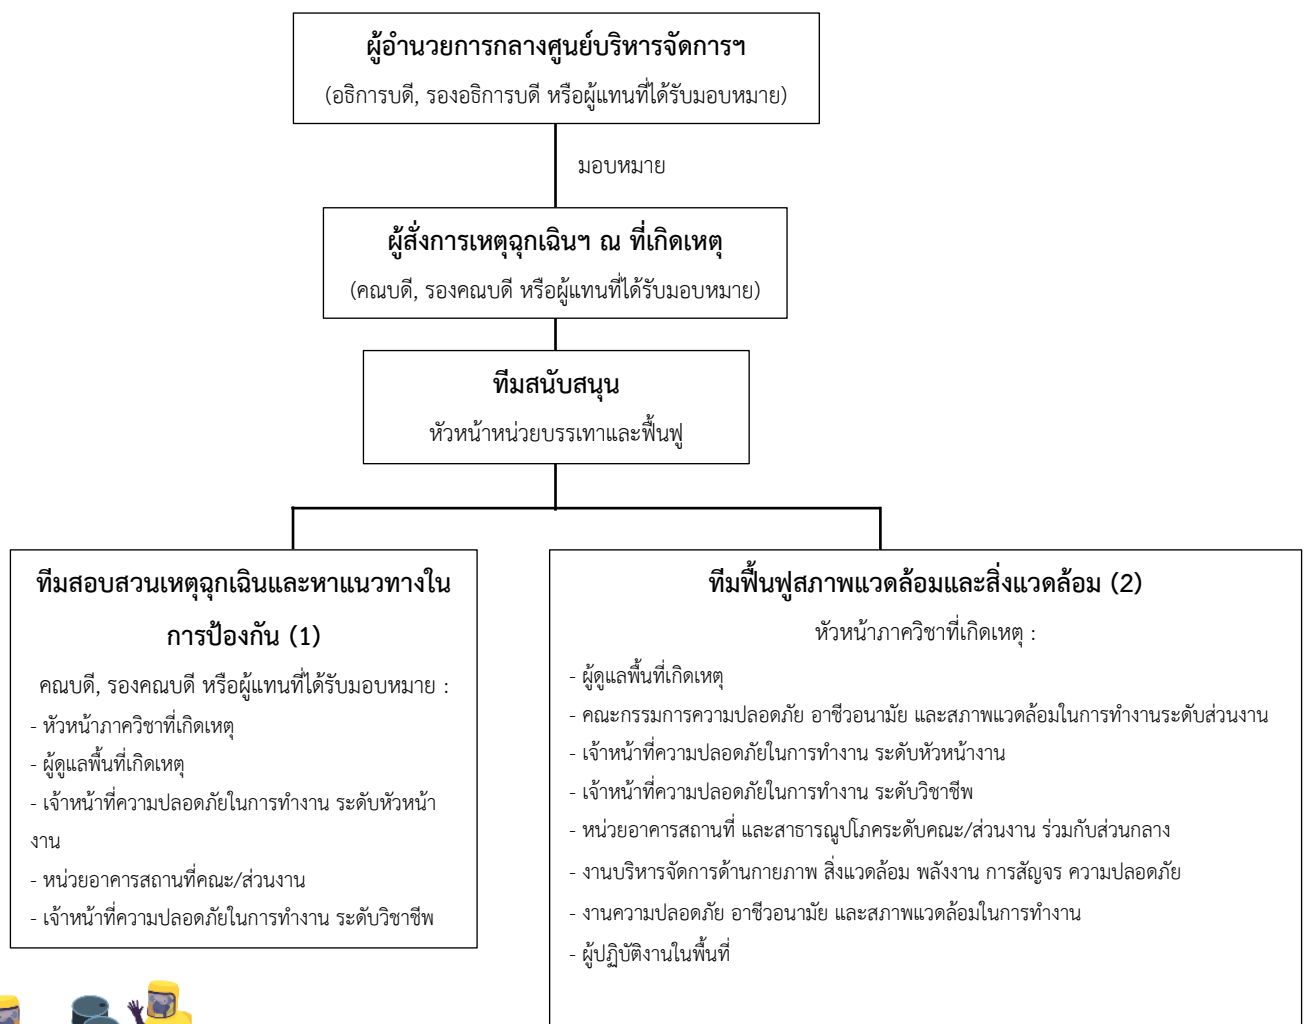 ผู้อำนวยการกลางศูนย์บริหารจัดการฯ
(อธิการบดี, รองอธิการบดี หรือผู้แทนที่ได้รับมอบหมาย)
มอบหมาย
ผู้สั่งการเหตุฉุกเฉินฯ ณ ที่เกิดเหตุ
(คณบดี, รองคณบดี หรือผู้แทนที่ได้รับมอบหมาย)
ทีมสนับสนุน
หัวหน้าหน่วยบรรเทาและฟื้นฟู
ทีมสอบสวนเหตุฉุกเฉินและหาแนวทางใน
การป้องกัน (1)
คณบดี, รองคณบดี หรือผู้แทนที่ได้รับมอบหมาย :
- หัวหน้าภาควิชาที่เกิดเหตุ
- ผู้ดูแลพื้นที่เกิดเหตุ
- เจ้าหน้าที่ความปลอดภัยในการทำงาน ระดับหัวหน้า
งาน
- หน่วยอาคารสถานที่คณะ/ส่วนงาน
- เจ้าหน้าที่ความปลอดภัยในการทำงาน ระดับวิชาชีพ
ทีมฟื้นฟูสภาพแวดล้อมและสิ่งแวดล้อม (2)
หัวหน้าภาควิชาที่เกิดเหตุ :
- ผู้ดูแลพื้นที่เกิดเหตุ
- คณะกรรมการความปลอดภัย อาชีวอนามัย และสภาพแวดล้อมในการทำงานระดับส่วนงาน
- เจ้าหน้าที่ความปลอดภัยในการทำงาน ระดับหัวหน้างาน
- เจ้าหน้าที่ความปลอดภัยในการทำงาน ระดับวิชาชีพ
- หน่วยอาคารสถานที่ และสาธารณูปโภคระดับคณะ/ส่วนงาน ร่วมกับส่วนกลาง
- งานบริหารจัดการด้านกายภาพ สิ่งแวดล้อม พลังงาน การสัญจร ความปลอดภัย
- งานความปลอดภัย อาชีวอนามัย และสภาพแวดล้อมในการทำงาน
- ผู้ปฏิบัติงานในพื้นที่